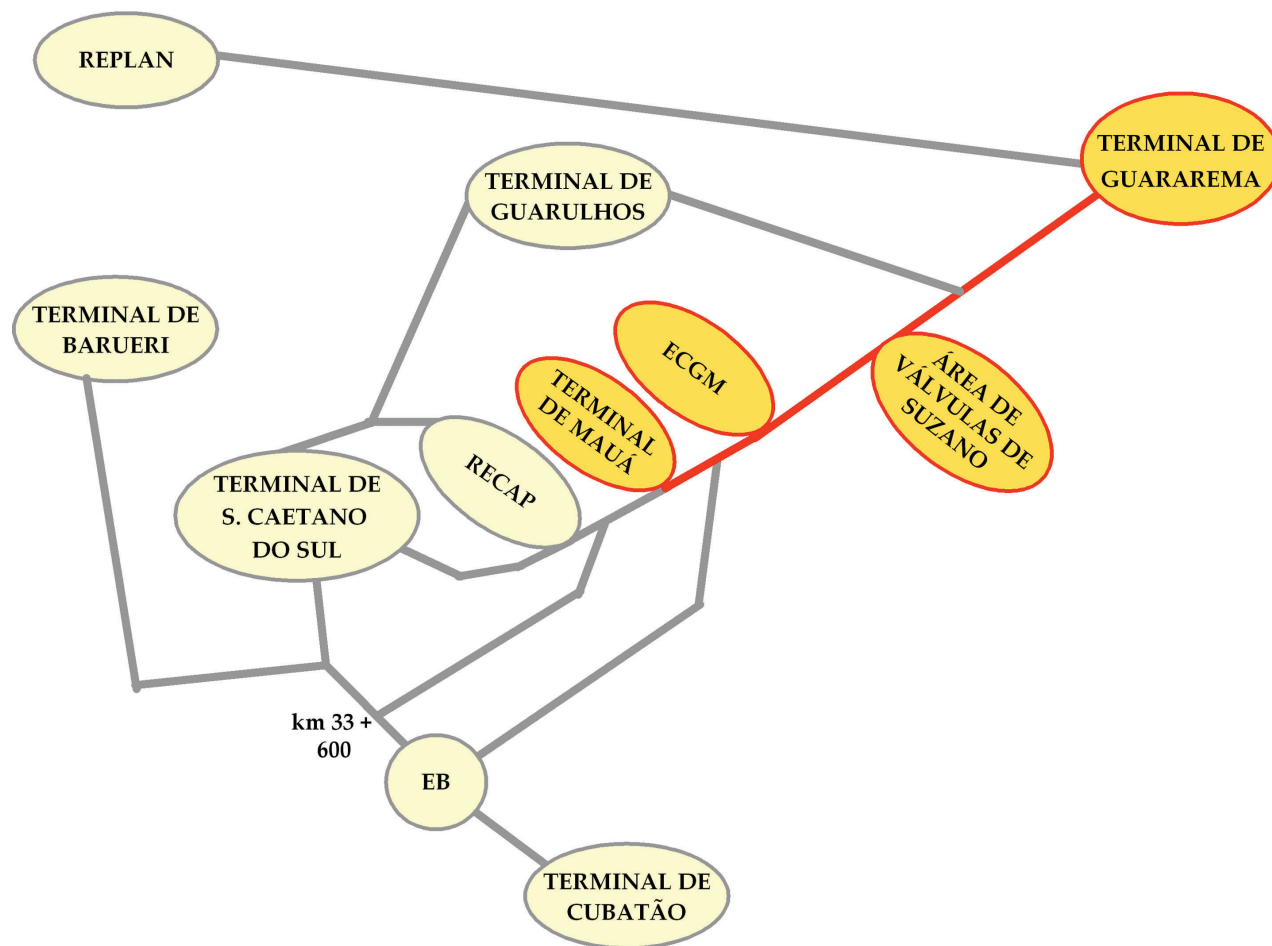 REPLAN
TERMINAL DE
GUARAREMA
TERMINAL DE
GUARULHOS
TERMINAL DE
BARUERI
ECGM
ÁREA DE
VÁLVULAS DE
SUZANO
TERMINAL
DE MAUÁ
RECAP
TERMINAL DE
S. CAETANO
DO SUL
km 33 +
600
EB
TERMINAL DE
CUBATÃO